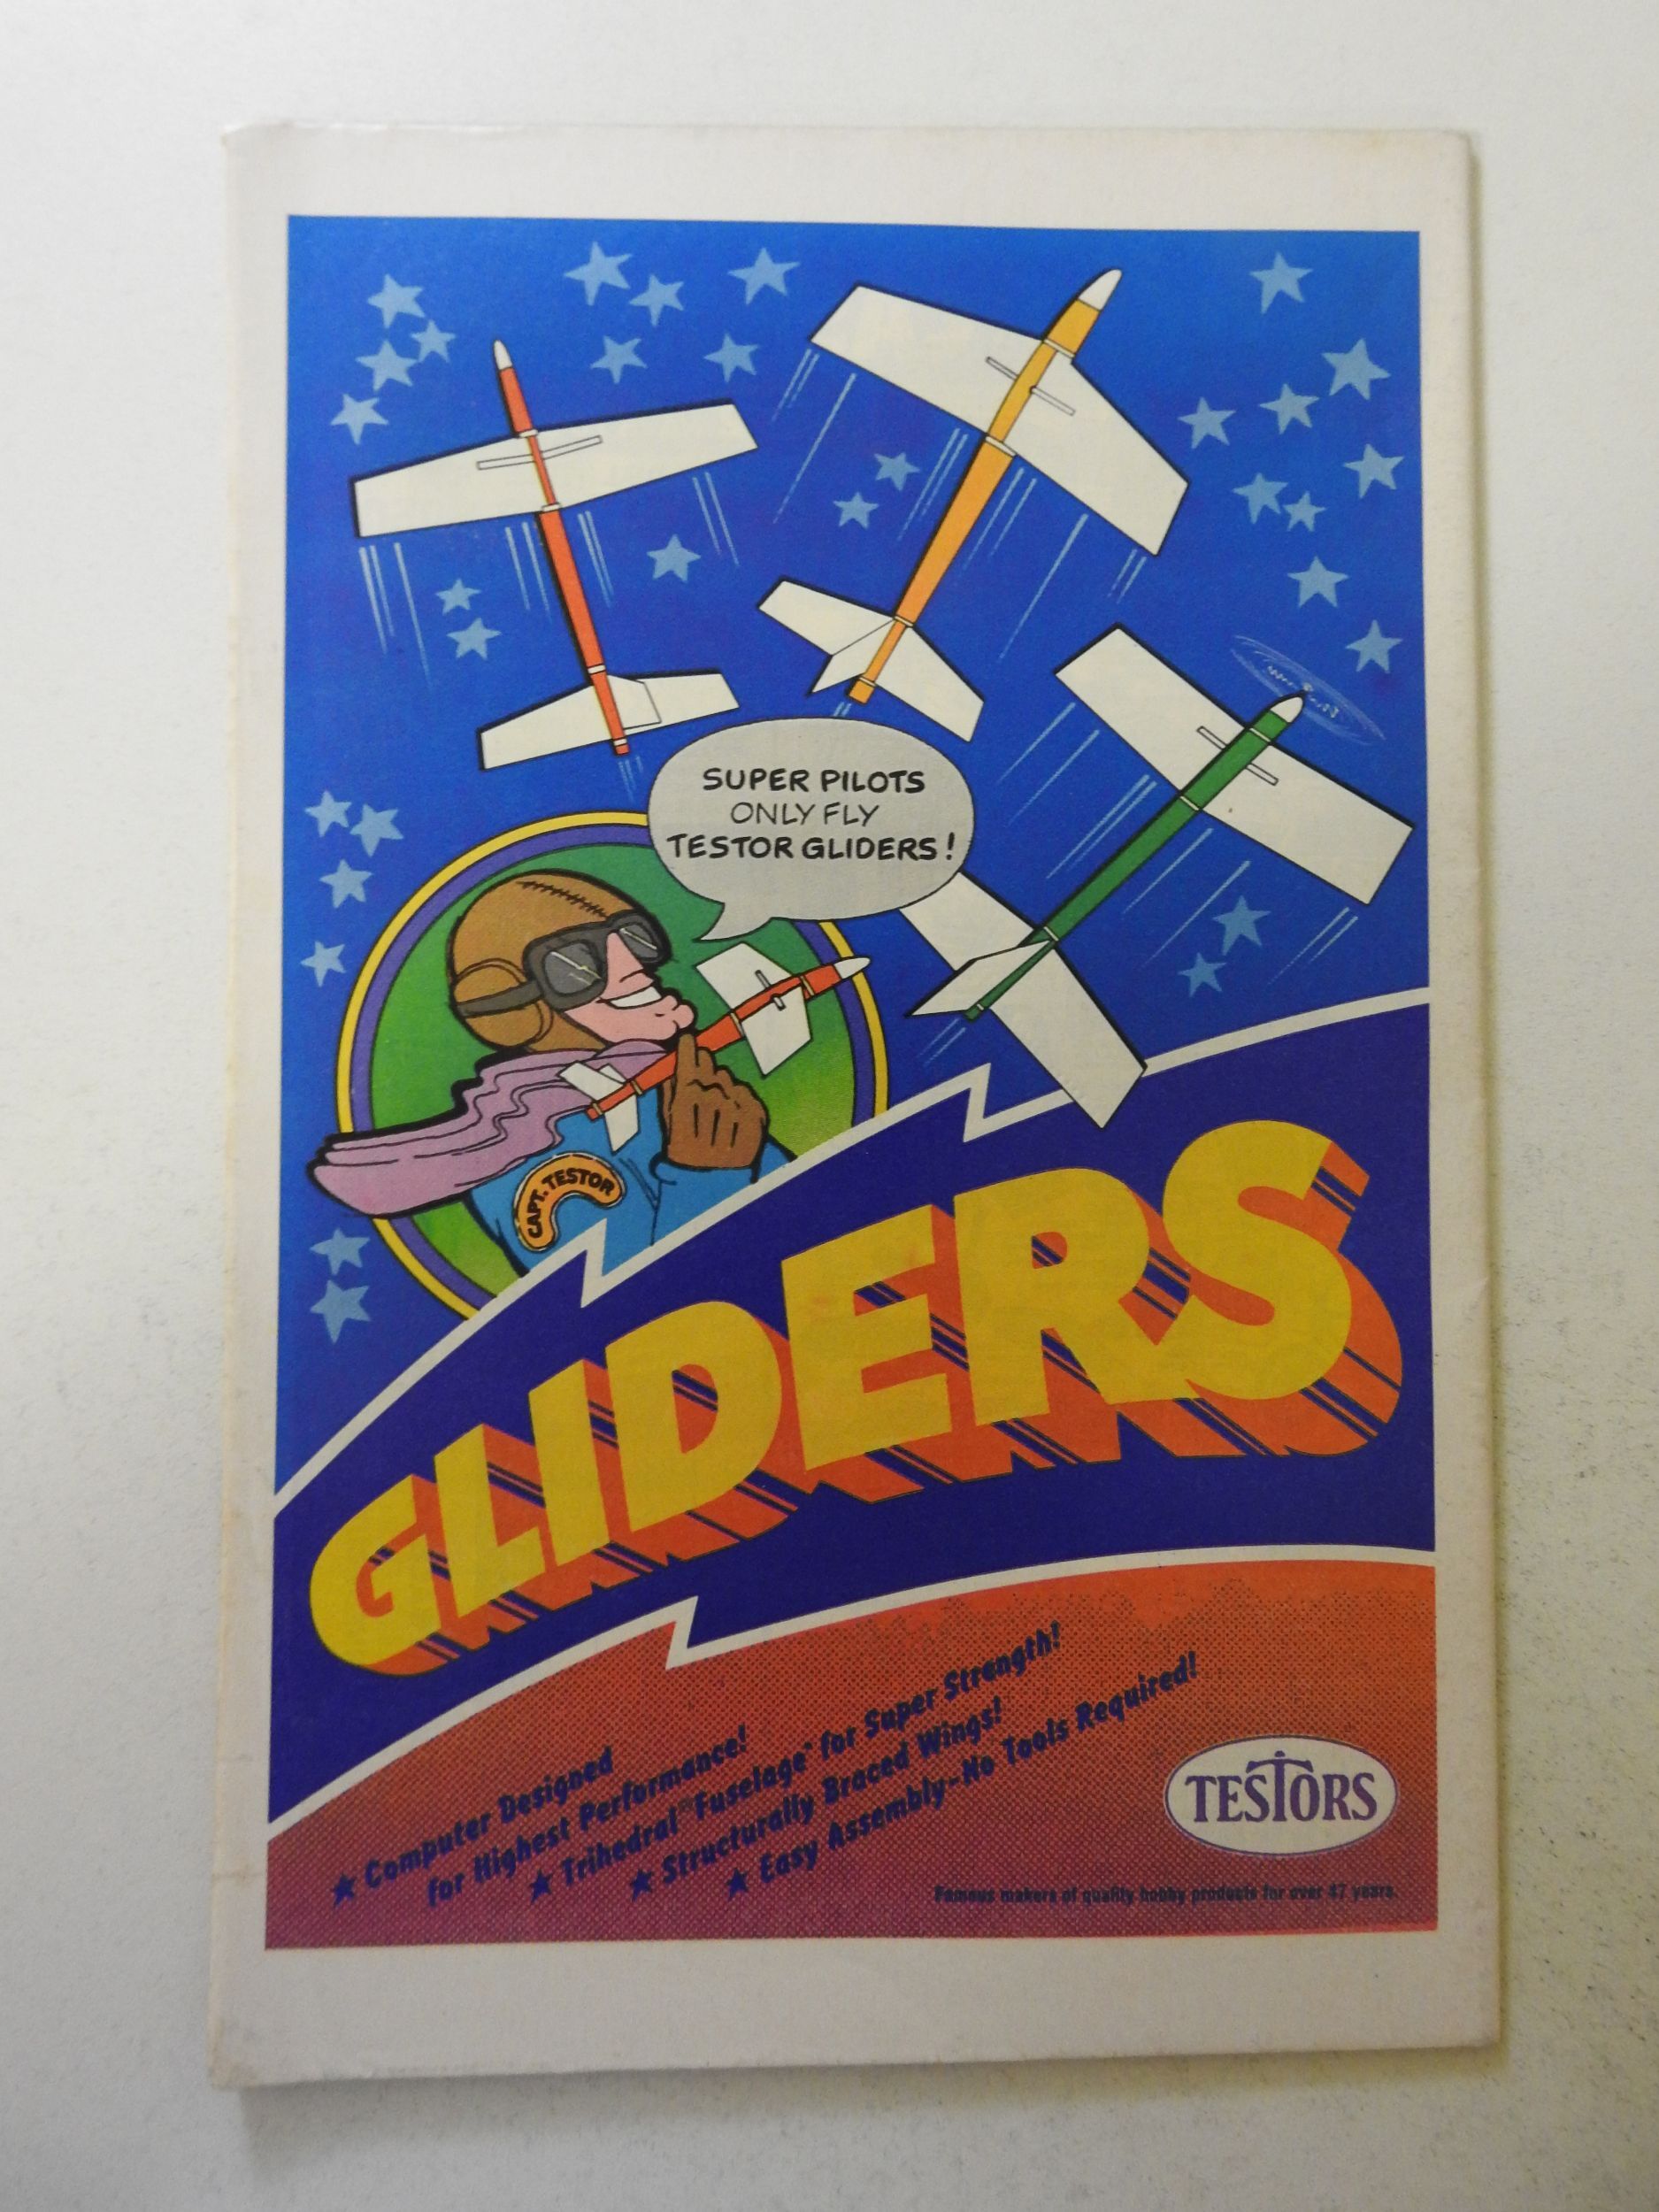 SUPER PILOTS
ONLY FLY
TESTOR GLIDERS!
CAPT. TESTOR
GLIDERS
★ Computer Designed
for Highest Performance!
★ Trihedral Fuselage for Super Strength!
★ Structurally Braced Wings!
★ Easy Assembly-No Tools Required!
TESTORS
Famous makers of quality hobby products for over 47 years.